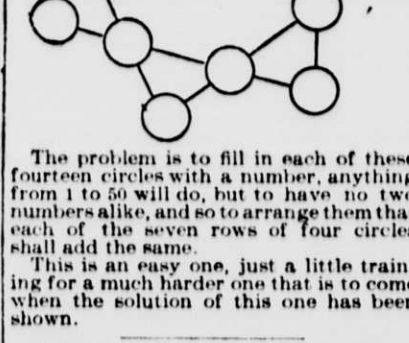 The problem is to fill in each of these
fourteen circles with a number, anything
from 1 to 50 will do, but to have no two
numbers alike, and so to arrange them tha
each of the seven rows of four circle
shall add the same.
This is an easy one, just a little train
ing for a much harder one that is to come
when the solution of this one has been
shown.